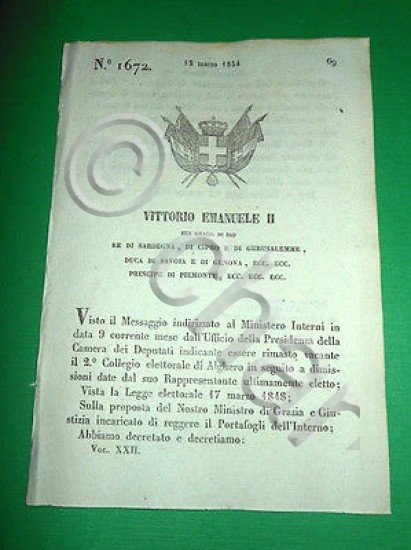 N.º 1672.
12 marzo 1854
69
VITTORIO EMANUELE II
PER GRAZIA DI DIO
RE DI SARDEGNA, DI CIPRO E DI GERUSALEMME,
DUCA DI SAVOIA E DI GENOVA, ECC. ECC.
PRINCIPE DI PIEMONTE, ECC. ECC. ECC.
Visto il Messaggio indirizzato al Ministero Interni in
data 9 corrente mese dall'Ufficio della Presidenza della
Camera dei Deputati indicante essere rimasto vacante
il 2.º Collegio elettorale di Alghero in seguito a dimis-
sioni date dal suo Rappresentante ultimamente eletto;
Vista la Legge elettorale 17 marzo 1848;
Sulla proposta del Nostro Ministro di Grazia e Giu-
stizia incaricato di reggere il Portafogli dell'Interno;
Abbiamo decretato e decretiamo:
Vol. XXII.